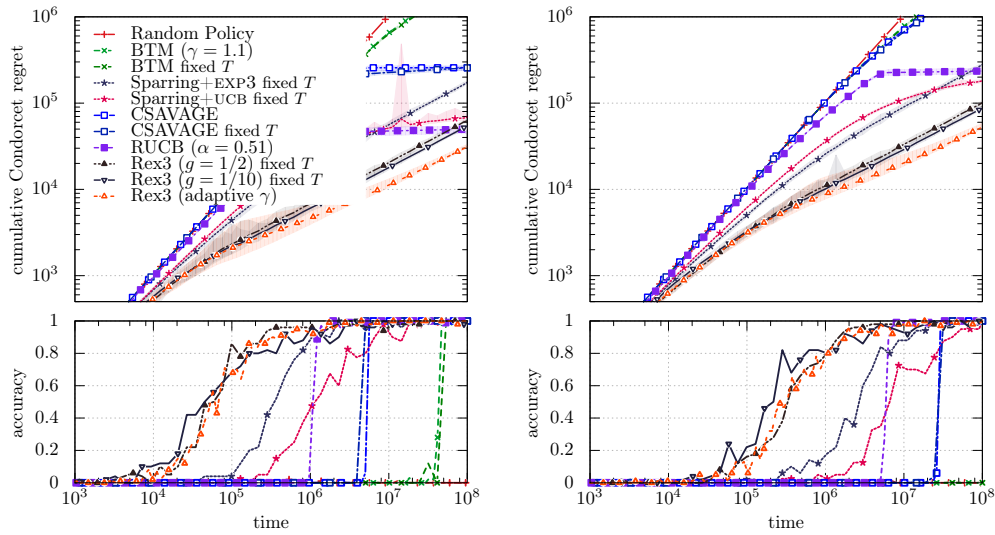 cumulative Condorcet regret
10^6
10^5
10^4
10^3
Random Policy
BTM (γ = 1.1)
BTM fixed T
Sparring+EXP3 fixed T
Sparring+UCB fixed T
CSAVAGE
CSAVAGE fixed T
RUCB (α = 0.51)
Rex3 (g = 1/2) fixed T
Rex3 (g = 1/10) fixed T
Rex3 (adaptive γ)
accuracy
1
0.8
0.6
0.4
0.2
0
10^3 10^4 10^5 10^6 10^7 10^8
time
cumulative Condorcet regret
10^6
10^5
10^4
10^3
accuracy
1
0.8
0.6
0.4
0.2
0
10^3 10^4 10^5 10^6 10^7 10^8
time